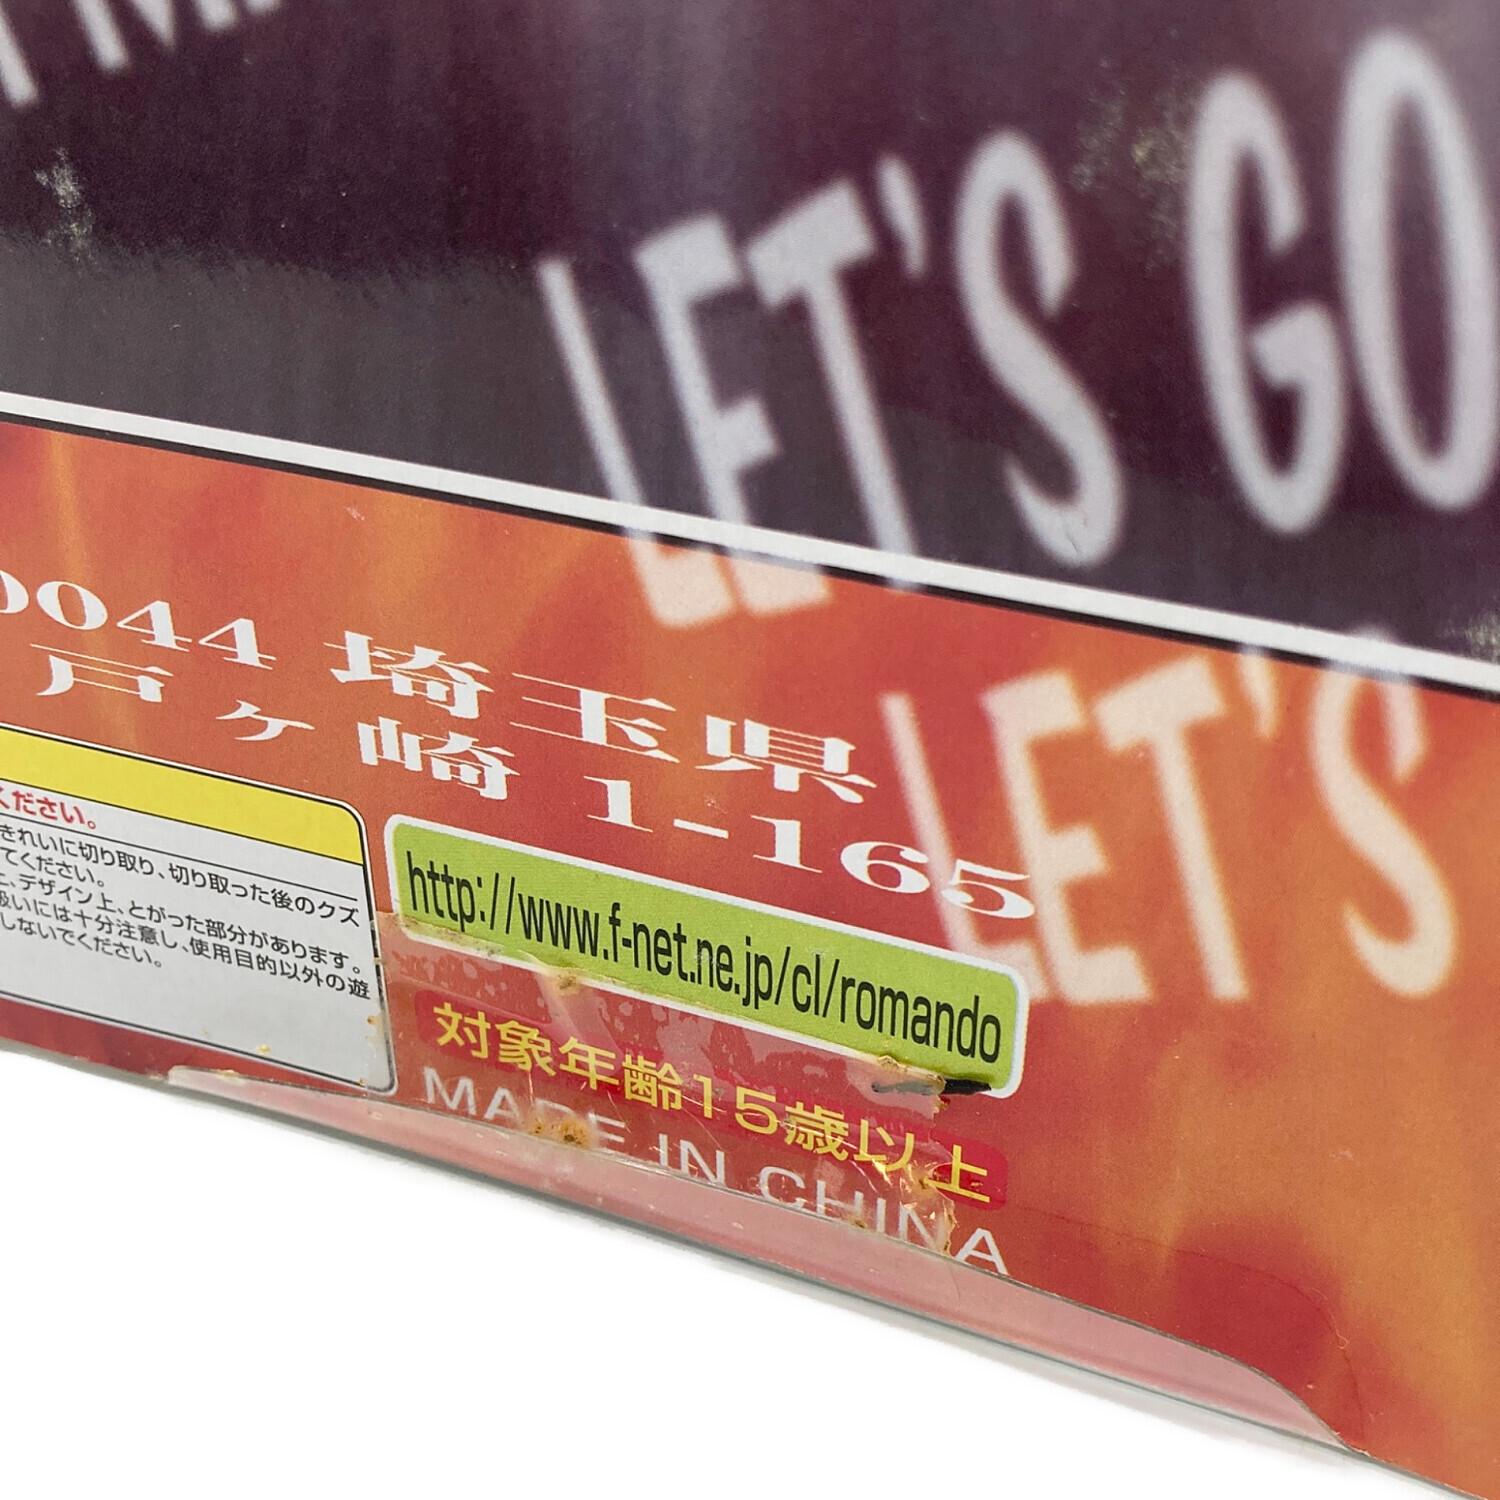 LET'S GO
LET'S
0044 埼玉県
戸ヶ崎 1-165
ください。
きれいに切り取り、切り取った後のクズ
てください。
、デザイン上、とがった部分があります。
扱いには十分注意し、使用目的以外の遊
しないでください。
http://www.f-net.ne.jp/cl/romando
対象年齢15歳以上
MADE IN CHINA